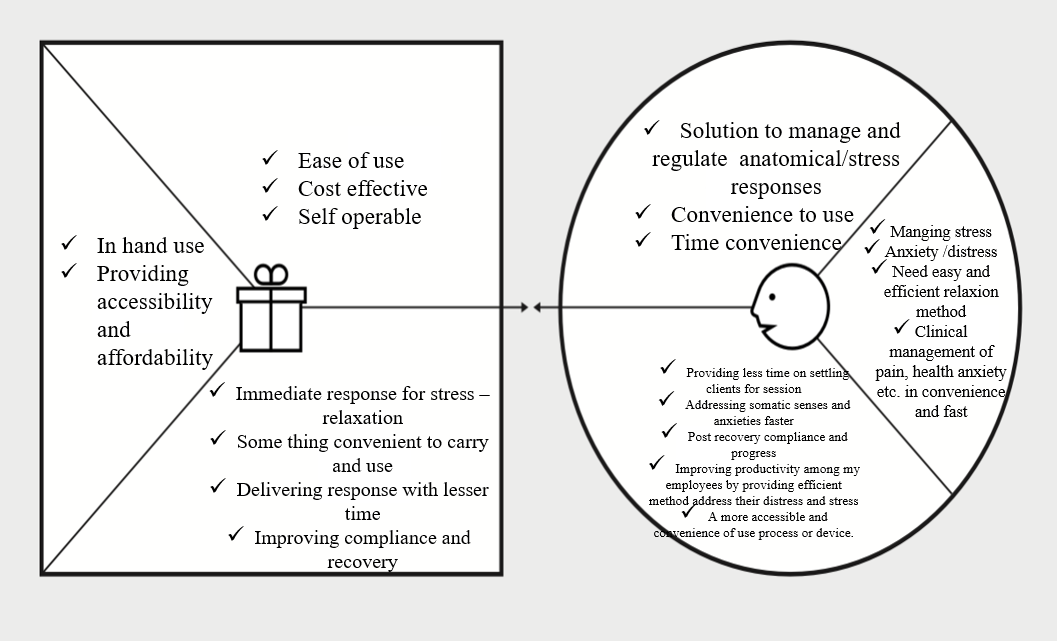 ✓ Ease of use
✓ Cost effective
✓ Self operable
✓ In hand use
✓ Providing
accessibility
and
affordability
✓ Immediate response for stress –
relaxation
✓ Some thing convenient to carry
and use
✓ Delivering response with lesser
time
✓ Improving compliance and
recovery
✓ Solution to manage and
regulate anatomical/stress
responses
✓ Convenience to use
✓ Time convenience
✓ Manging stress
✓ Anxiety /distress
✓ Need easy and
efficient relaxion
method
✓ Clinical
management of
pain, health anxiety
etc. in convenience
and fast
✓ Providing less time on settling
clients for session
✓ Addressing somatic senses and
anxieties faster
✓ Post recovery compliance and
progress
✓ Improving productivity among my
employees by providing efficient
method address their distress and stress
✓ A more accessible and
convenience of use process or device.